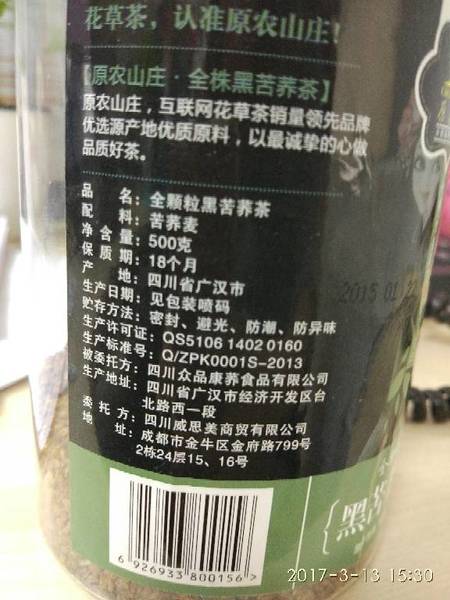 花草茶，认准原农山庄！
【原农山庄·全株黑苦荞茶】
原农山庄，互联网花草茶销量领先品牌
优选源产地优质原料，以最诚挚的心做
品质好茶。
品 名：全颗粒黑苦荞茶
配 料：苦荞麦
净 含 量：500克
保 质 期：18个月
产 地：四川省广汉市
生产日期：见包装喷码
贮存方法：密封、避光、防潮、防异味
生产许可证：QS5106 1402 0160
生产标准号：Q/ZPK0001S-2013
被委托方：四川众品康荞食品有限公司
生产地址：四川省广汉市经济开发区台
北路西一段
委 托 方：四川威思美商贸有限公司
地 址：成都市金牛区金府路799号
2栋24层15、16号
6 926933 800156 >
黑苦
2017-3-13 15:30